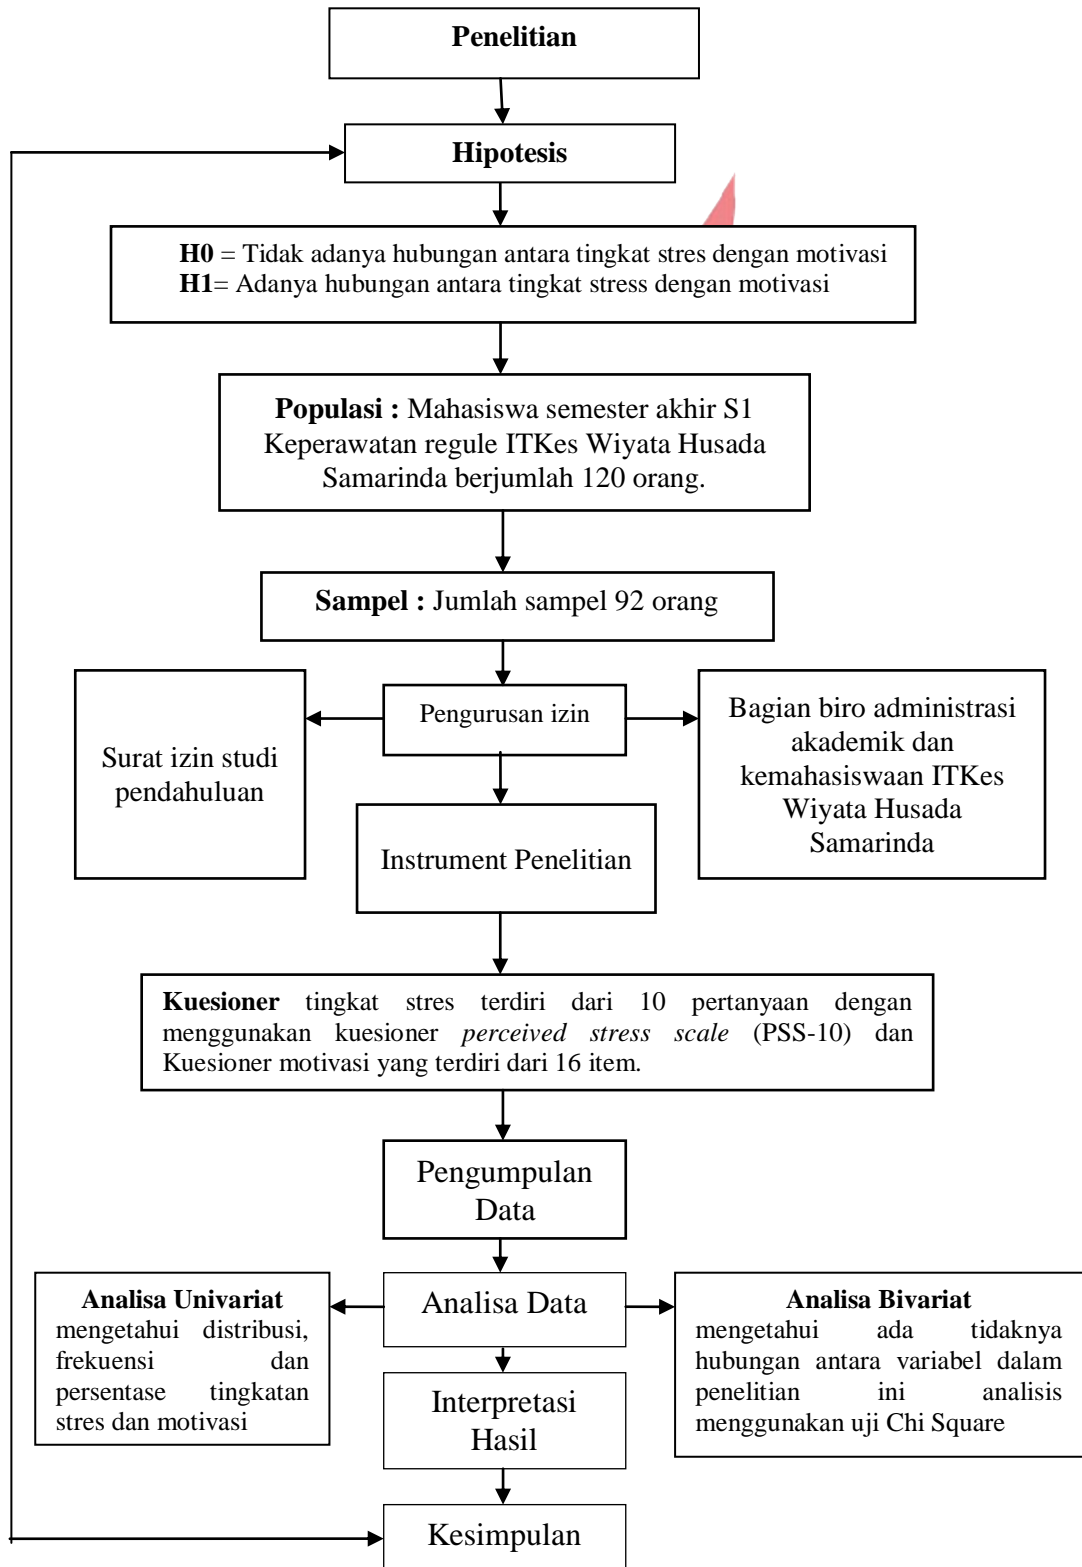 Penelitian
Hipotesis
H0 = Tidak adanya hubungan antara tingkat stres dengan motivasi
H1= Adanya hubungan antara tingkat stress dengan motivasi
Populasi : Mahasiswa semester akhir S1
Keperawatan regule ITKes Wiyata Husada
Samarinda berjumlah 120 orang.
Sampel : Jumlah sampel 92 orang
Surat izin studi
pendahuluan
Pengurusan izin
Bagian biro administrasi
akademik dan
kemahasiswaan ITKes
Wiyata Husada
Samarinda
Instrument Penelitian
Kuesioner tingkat stres terdiri dari 10 pertanyaan dengan
menggunakan kuesioner perceived stress scale (PSS-10) dan
Kuesioner motivasi yang terdiri dari 16 item.
Pengumpulan
Data
Analisa Univariat
mengetahui distribusi,
frekuensi dan
persentase tingkatan
stres dan motivasi
Analisa Data
Analisa Bivariat
mengetahui ada tidaknya
hubungan antara variabel dalam
penelitian ini analisis
menggunakan uji Chi Square
Interpretasi
Hasil
Kesimpulan